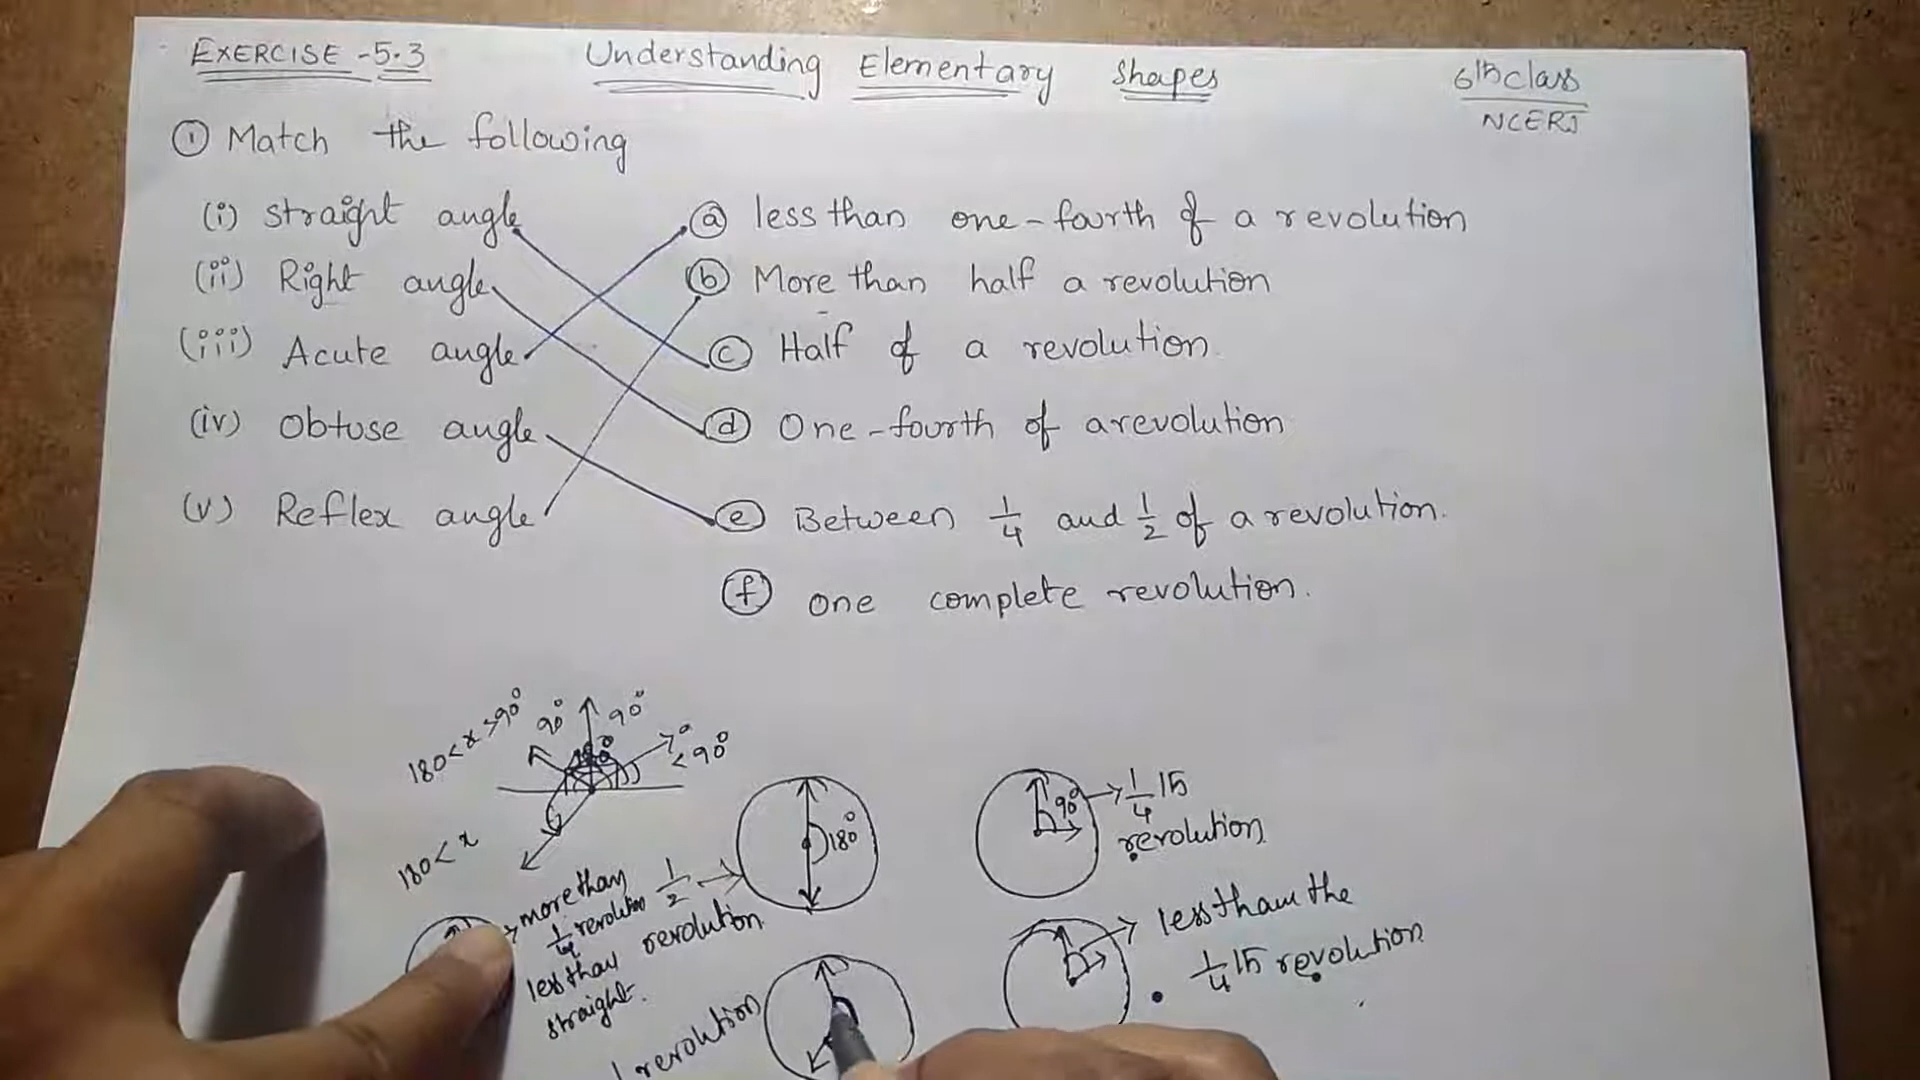 EXERCISE -5.3
Understanding Elementary shapes
6th class
NCERT
① Match the following
(i) straight angle
(ii) Right angle
(iii) Acute angle
(iv) Obtuse angle
(v) Reflex angle
ⓐ less than one-fourth of a revolution
ⓑ More than half a revolution
ⓒ Half of a revolution.
ⓓ One-fourth of a revolution
ⓔ Between 1/4 and 1/2 of a revolution.
ⓕ one complete revolution.
180<x>90°
90°
90°
<90°
180<x
180°
1/2
revolution.
90°
1/4 th
revolution
more than
1/4 revolution
less than
straight.
less than the
1/4 th revolution
revolution